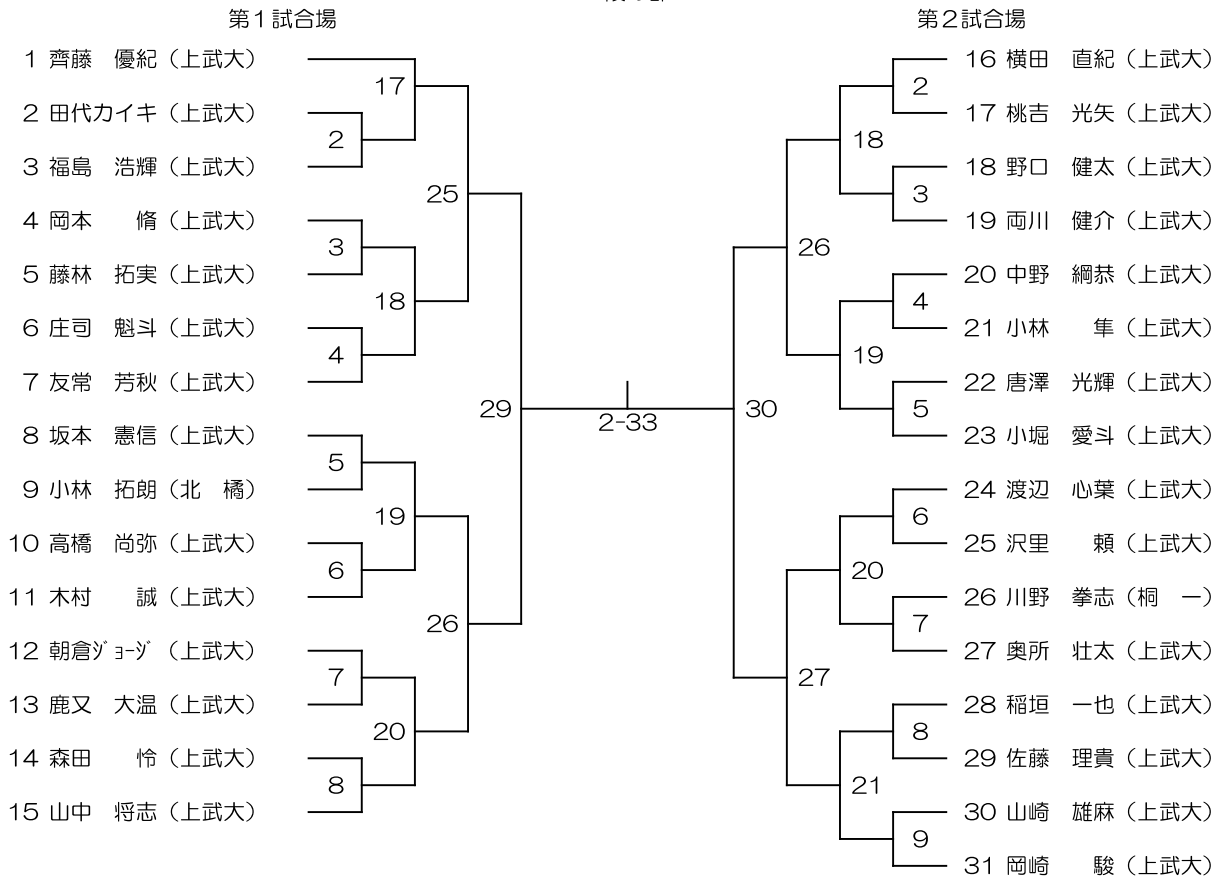 第1試合場
1 齊藤　優紀（上武大）
2 田代カイキ（上武大）
3 福島　浩輝（上武大）
4 岡本　　脩（上武大）
5 藤林　拓実（上武大）
6 庄司　魁斗（上武大）
7 友常　芳秋（上武大）
8 坂本　憲信（上武大）
9 小林　拓朗（北　橘）
10 高橋　尚弥（上武大）
11 木村　　誠（上武大）
12 朝倉ｼﾞｮｰｼﾞ（上武大）
13 鹿又　大温（上武大）
14 森田　　怜（上武大）
15 山中　将志（上武大）
17
2
25
3
18
4
29
5
19
6
26
7
20
8
2-33
第2試合場
16 横田　直紀（上武大）
17 桃吉　光矢（上武大）
18 野口　健太（上武大）
19 両川　健介（上武大）
20 中野　綱恭（上武大）
21 小林　　隼（上武大）
22 唐澤　光輝（上武大）
23 小堀　愛斗（上武大）
24 渡辺　心葉（上武大）
25 沢里　　頼（上武大）
26 川野　拳志（桐　一）
27 奥所　壮太（上武大）
28 稲垣　一也（上武大）
29 佐藤　理貴（上武大）
30 山崎　雄麻（上武大）
31 岡崎　　駿（上武大）
2
18
3
26
4
19
5
30
6
20
7
27
8
21
9